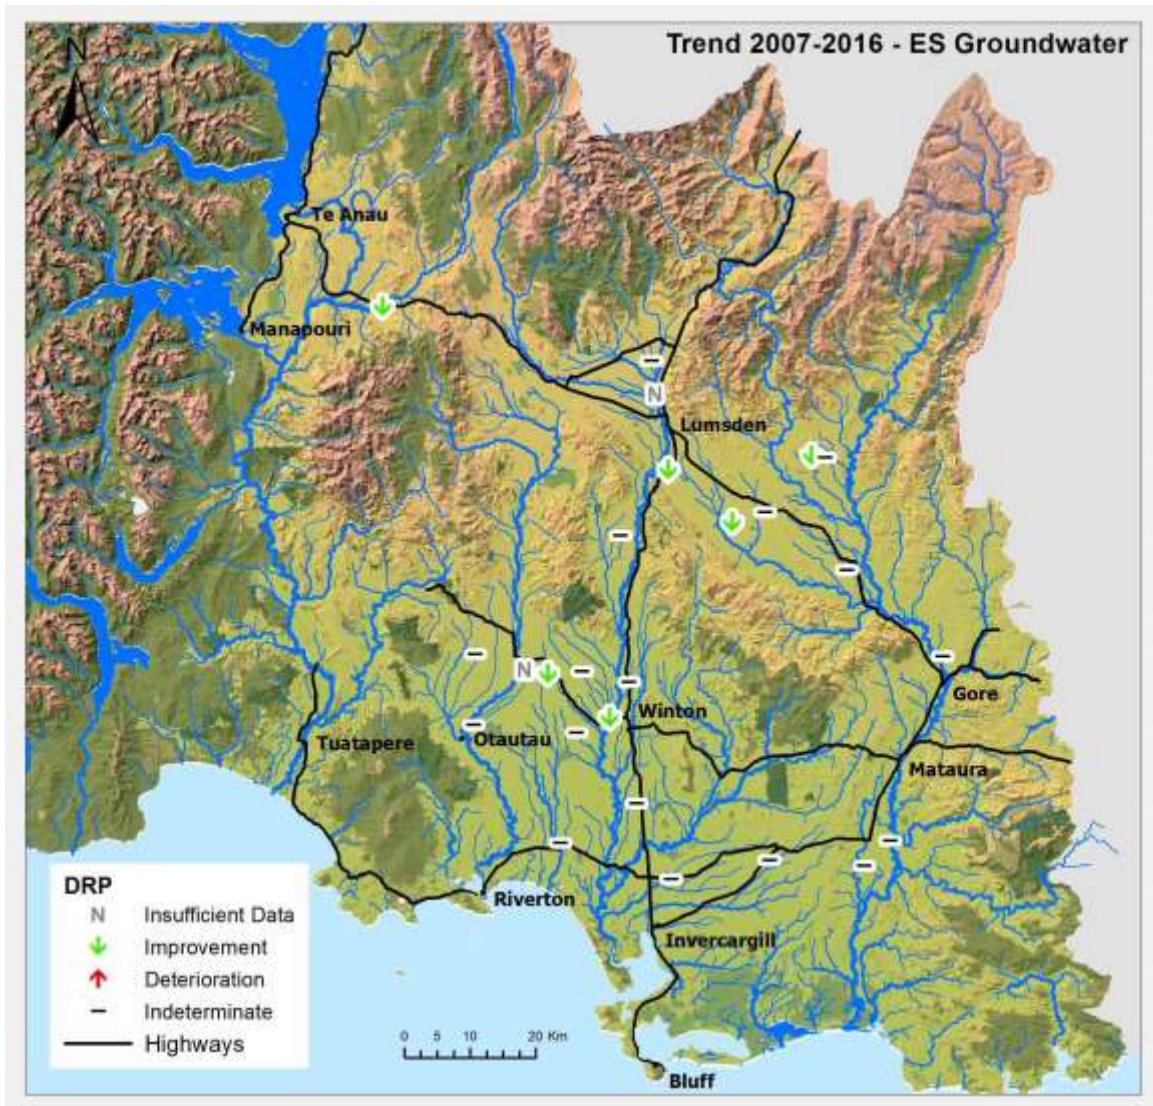 Trend 2007-2016 - ES Groundwater
N
Te Anau
Manapouri
N
Lumsden
N
Winton
Gore
Otautau
Tuatapere
Mataura
Riverton
Invercargill
Bluff
DRP
N Insufficient Data
Improvement
Deterioration
Indeterminate
Highways
0 5 10 20 Km